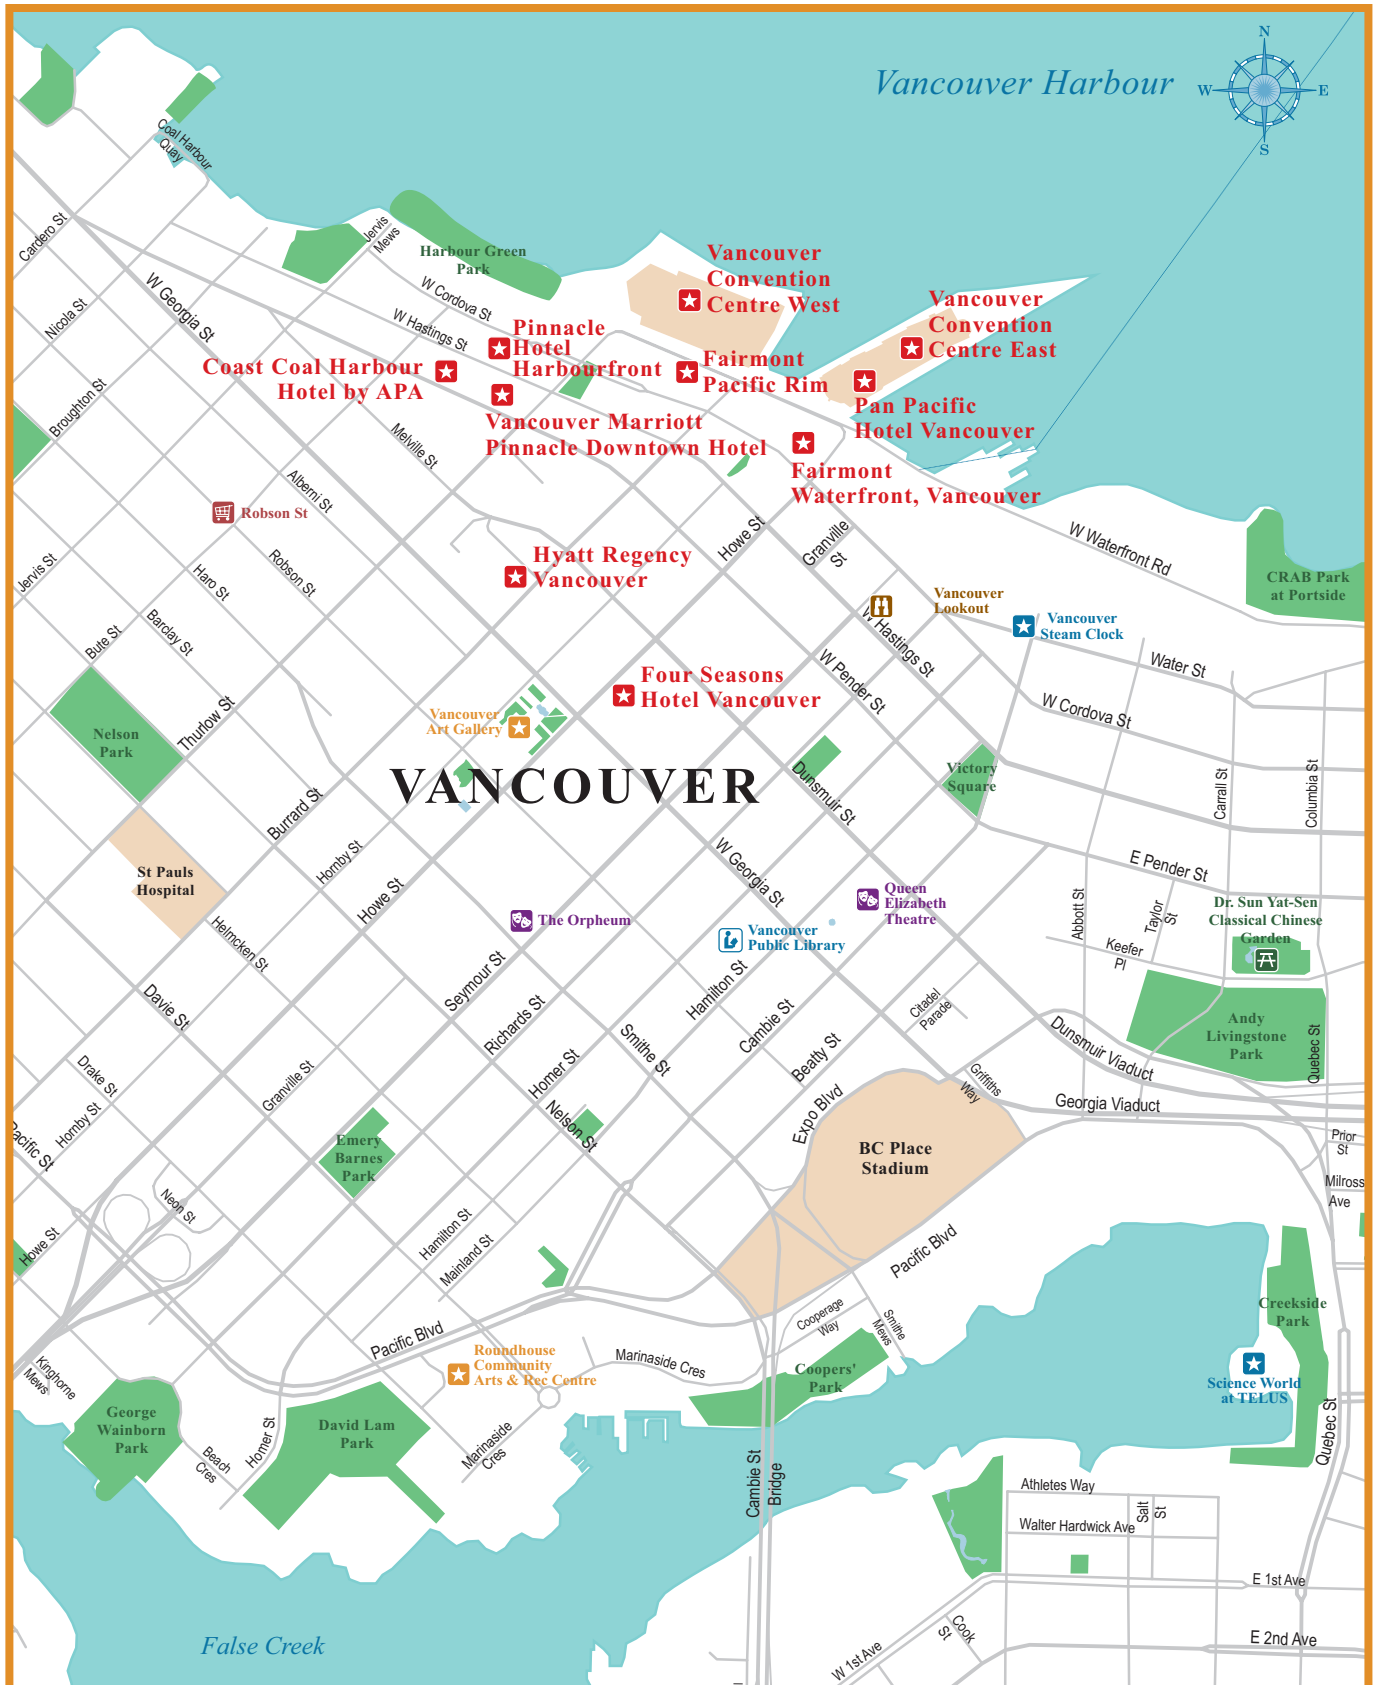 Vancouver Harbour
N
W
E
S
Coal Harbour
Quay
Cardero St
Jervis
Mews
Harbour Green
Park
W Georgia St
W Cordova St
W Hastings St
Nicola St
Vancouver
Convention
Centre West
Vancouver
Convention
Centre East
Pinnacle
Hotel
Harbourfront
Coast Coal Harbour
Hotel by APA
Fairmont
Pacific Rim
Pan Pacific
Hotel Vancouver
Vancouver Marriott
Pinnacle Downtown Hotel
Fairmont
Waterfront, Vancouver
Broughton St
Melville St
Alberni St
Robson St
Robson St
Haro St
Barclay St
Jervis St
Bute St
Hyatt Regency
Vancouver
Howe St
Granville
St
W Waterfront Rd
CRAB Park
at Portside
Vancouver
Lookout
Vancouver
Steam Clock
W Hastings St
W Pender St
Water St
W Cordova St
Four Seasons
Hotel Vancouver
Vancouver
Art Gallery
Nelson
Park
Thurlow St
VANCOUVER
Dunsmuir St
Victory
Square
Carrall St
Columbia St
Burrard St
Hornby St
Howe St
St Pauls
Hospital
Helmcken St
W Georgia St
E Pender St
The Orpheum
Queen
Elizabeth
Theatre
Vancouver
Public Library
Abbott St
Taylor
St
Keefer
Pl
Dr. Sun Yat-Sen
Classical Chinese
Garden
Davie St
Seymour St
Richards St
Hamilton St
Cambie St
Citadel
Parade
Andy
Livingstone
Park
Quebec St
Dunsmuir Viaduct
Georgia Viaduct
Griffiths
Way
Smithe St
Homer St
Beatty St
Expo Blvd
Nelson St
Drake St
Hornby St
Pacific St
Granville St
Emery
Barnes
Park
BC Place
Stadium
Prior
St
Milross
Ave
Neon St
Howe St
Hamilton St
Mainland St
Pacific Blvd
Pacific Blvd
Cooperage
Way
Smithe
Mews
Creekside
Park
Kinghorne
Mews
Roundhouse
Community
Arts & Rec Centre
Marinaside Cres
Coopers'
Park
Science World
at TELUS
George
Wainborn
Park
David Lam
Park
Homer St
Beach
Cres
Marinaside
Cres
Cambie St
Bridge
Quebec St
Athletes Way
Salt
St
Walter Hardwick Ave
E 1st Ave
Cook
St
E 2nd Ave
W 1st Ave
False Creek